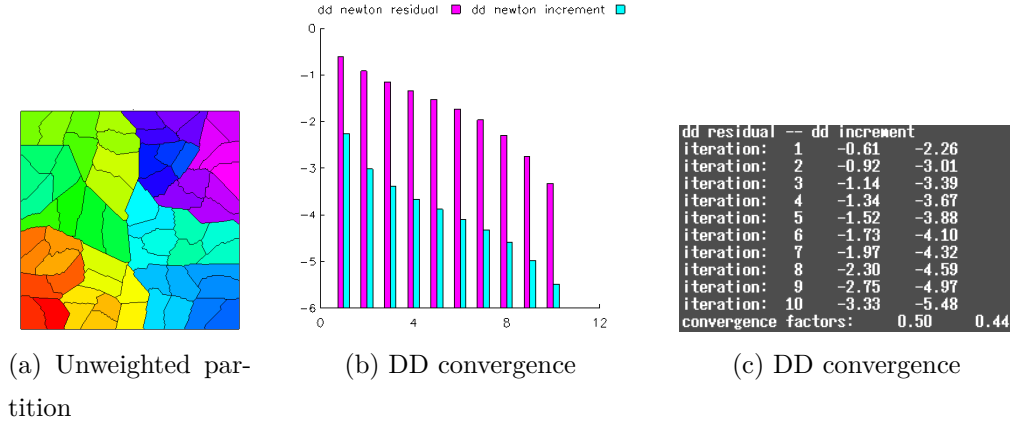 dd newton residual dd newton increment
0
−1
−2
−3
−4
−5
−6
0 4 8 12
dd residual -- dd increment
iteration: 1 -0.61 -2.26
iteration: 2 -0.92 -3.01
iteration: 3 -1.14 -3.39
iteration: 4 -1.34 -3.67
iteration: 5 -1.52 -3.88
iteration: 6 -1.73 -4.10
iteration: 7 -1.97 -4.32
iteration: 8 -2.30 -4.59
iteration: 9 -2.75 -4.97
iteration: 10 -3.33 -5.48
convergence factors: 0.50 0.44
(a) Unweighted par-
tition
(b) DD convergence
(c) DD convergence